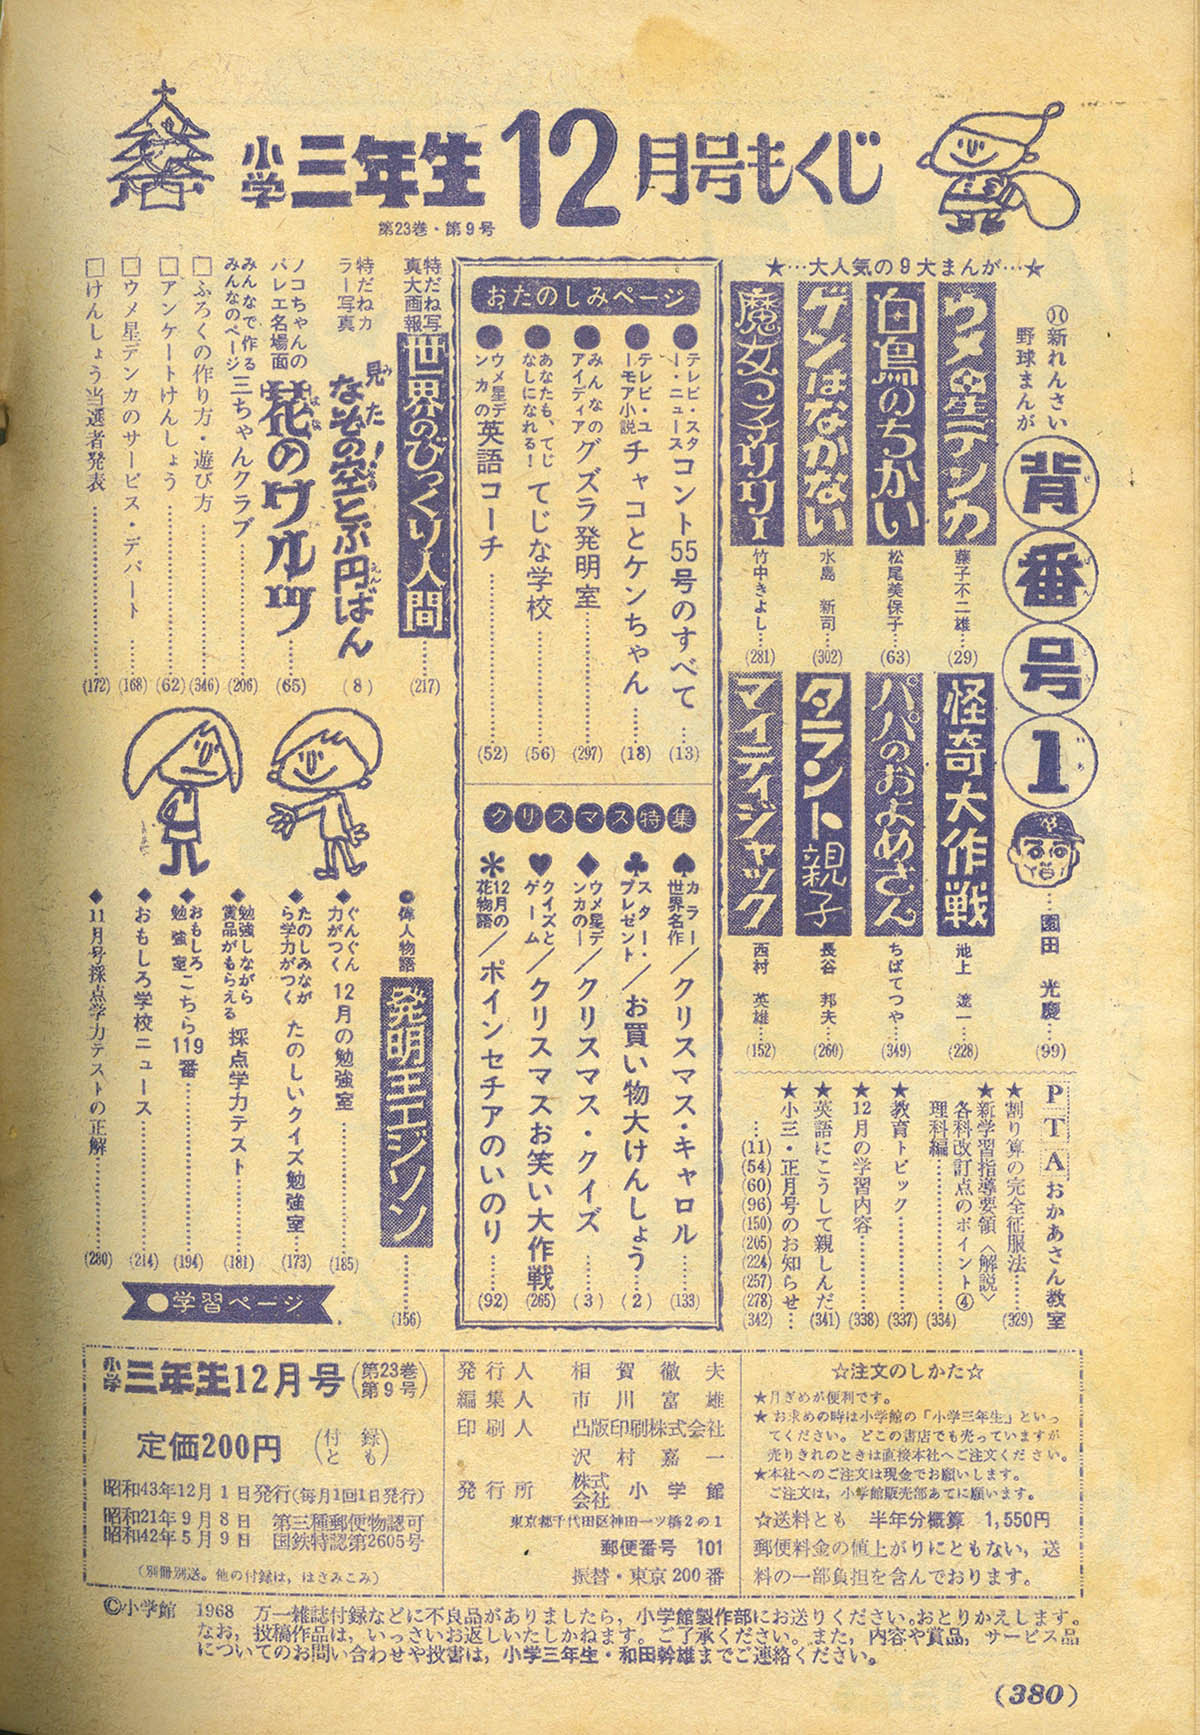 小学三年生12月号もくじ
第23巻・第9号
★…大人気の9大まんが…★
新れんさい
野球まんが
背番号1
園田 光慶…(99)
ウメ星デンカ
藤子不二雄…(29)
白鳥のちかい
松尾美保子…(63)
ゲンはなかない
水島 新司…(302)
魔女っ子リリー
竹中きよし…(281)
怪奇大作戦
池上 遼一…(228)
パパのおよめさん
ちばてつや…(349)
タラント親子
長谷 邦夫…(260)
マイティジャック
西村 英雄…(152)
PTAおかあさん教室
★割り算の完全征服法…(329)
★新学習指導要領〈解説〉
各科改訂点のポイント④
理科編…(334)
★教育トピック…(337)
★12月の学習内容…(338)
★英語にこうして親しんだ(341)
★小三・正月号のお知らせ…
(11)(54)(60)(96)(150)(205)(224)(257)(278)(342)
おたのしみページ
●テレビ・スター・ニュース コント55号のすべて…(13)
●テレビ・ユーモア小説 チャコとケンちゃん…(18)
●みんなのアイディア グズラ発明室…(297)
●あなたも、てじなしになれる! てじな学校…(56)
●ウメ星デンカの英語コーチ…(52)
クリスマス特集
♠カラー世界名作/クリスマス・キャロル…(133)
♣スター・プレゼント/お買い物大けんしょう…(2)
♦ウメ星デンカの/クリスマス・クイズ…(3)
♥クイズとゲーム/クリスマスお笑い大作戦(265)
✱12月の花物語/ポインセチアのいのり…(92)
特だね写真大画報 世界のびっくり人間…(217)
特だねカラー写真 見た!なぞの空とぶ円ばん(8)
ノコちゃんのバレエ名場面 花のワルツ…(65)
みんなで作るみんなのページ 三ちゃんクラブ…(206)
□ふろくの作り方・遊び方…(346)
□アンケートけんしょう…(62)
□ウメ星デンカのサービス・デパート…(168)
□けんしょう当選者発表…(172)
●偉人物語 発明王エジソン…(156)
◆ぐんぐん力がつく 12月の勉強室…(185)
◆たのしみながら学力がつく たのしいクイズ勉強室…(173)
◆勉強しながら賞品がもらえる 採点学力テスト…(181)
◆おもしろ勉強室 こちら119番…(194)
◆おもしろ学校ニュース…(214)
◆11月号採点学力テストの正解…(280)
●学習ページ
小学三年生12月号(第23巻第9号)
定価200円(付録とも)
昭和43年12月1日発行(毎月1回1日発行)
昭和21年9月8日 第三種郵便物認可
昭和42年5月9日 国鉄特認第2605号
(別冊別送。他の付録は，はさみこみ)
発行人 相賀徹夫
編集人 市川富雄
印刷人 凸版印刷株式会社
沢村嘉一
発行所 株式会社 小学館
東京都千代田区神田一ツ橋2の1
郵便番号 101
振替・東京200番
☆注文のしかた☆
★月ぎめが便利です。
★お求めの時は小学館の「小学三年生」といっ
てください。どこの書店でも売っていますが
売りきれのときは直接本社へご注文ください。
★本社へのご注文は現金でお願いします。
ご注文は，小学館販売部あてに願います。
☆送料とも 半年分概算 1,550円
郵便料金の値上がりにともない，送
料の一部負担を含んでおります。
©小学館 1968 万一雑誌付録などに不良品がありましたら，小学館製作部にお送りください。おとりかえします。
なお，投稿作品は，いっさいお返しいたしかねます。ご了承ください。また，内容や賞品，サービス品
についてのお問い合わせや投書は，小学三年生・和田幹雄までご連絡ください。
(380)